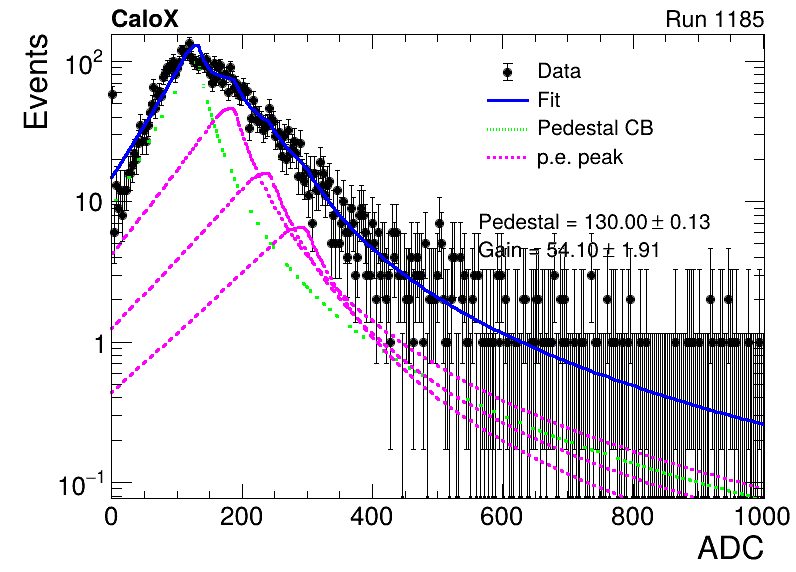 CaloX Run 1185
Events
Data
Fit
Pedestal CB
p.e. peak
Pedestal = 130.00 ± 0.13
Gain = 54.10 ± 1.91
10²
10
1
10⁻¹
0 200 400 600 800 1000
ADC